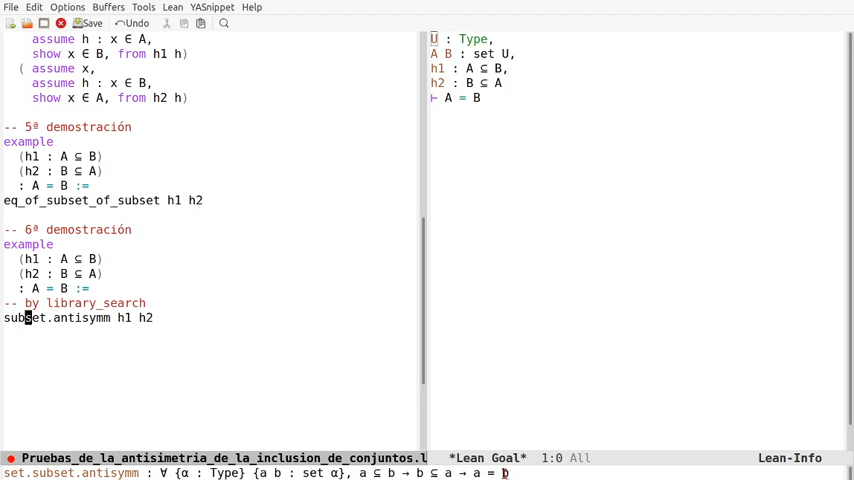 File Edit Options Buffers Tools Lean YASnippet Help
Save Undo
assume h : x ∈ A,
show x ∈ B, from h1 h)
( assume x,
assume h : x ∈ B,
show x ∈ A, from h2 h)
-- 5ª demostración
example
(h1 : A ⊆ B)
(h2 : B ⊆ A)
: A = B :=
eq_of_subset_of_subset h1 h2
-- 6ª demostración
example
(h1 : A ⊆ B)
(h2 : B ⊆ A)
: A = B :=
-- by library_search
subset.antisymm h1 h2
U : Type,
A B : set U,
h1 : A ⊆ B,
h2 : B ⊆ A
⊢ A = B
Pruebas_de_la_antisimetria_de_la_inclusion_de_conjuntos.l
*Lean Goal* 1:0 All Lean-Info
set.subset.antisymm : ∀ {α : Type} {a b : set α}, a ⊆ b → b ⊆ a → a = b